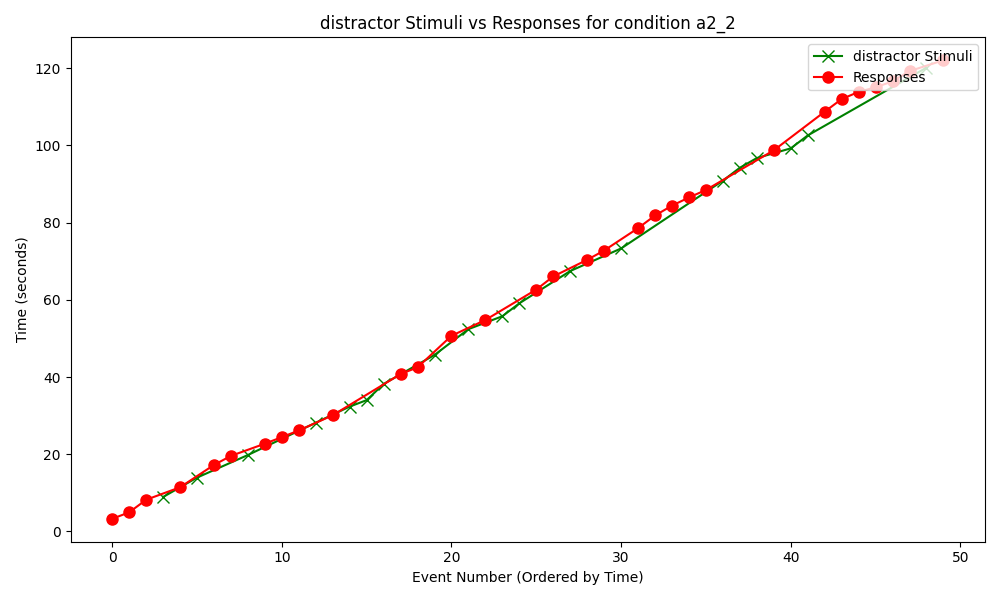 distractor Stimuli vs Responses for condition a2_2
distractor Stimuli
Responses
Time (seconds)
120
100
80
60
40
20
0
0 10 20 30 40 50
Event Number (Ordered by Time)